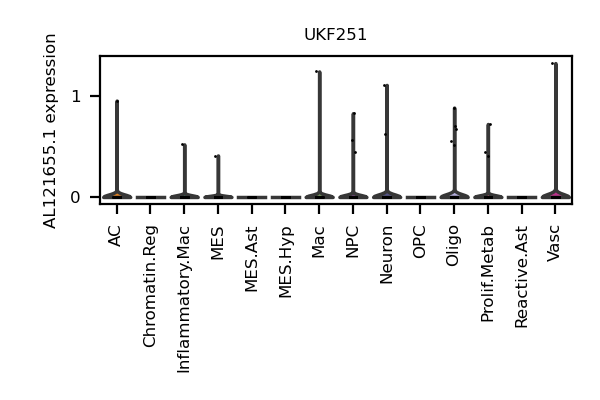 UKF251
AL121655.1 expression
1
0
AC
Chromatin.Reg
Inflammatory.Mac
MES
MES.Ast
MES.Hyp
Mac
NPC
Neuron
OPC
Oligo
Prolif.Metab
Reactive.Ast
Vasc